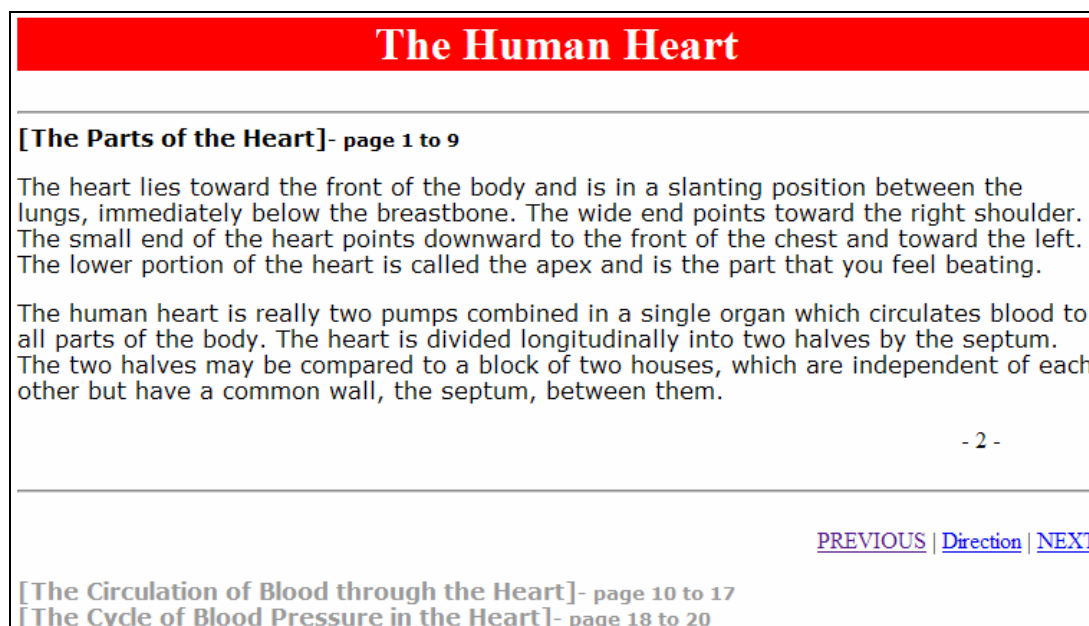 The Human Heart
[The Parts of the Heart]- page 1 to 9
The heart lies toward the front of the body and is in a slanting position between the
lungs, immediately below the breastbone. The wide end points toward the right shoulder.
The small end of the heart points downward to the front of the chest and toward the left.
The lower portion of the heart is called the apex and is the part that you feel beating.
The human heart is really two pumps combined in a single organ which circulates blood to
all parts of the body. The heart is divided longitudinally into two halves by the septum.
The two halves may be compared to a block of two houses, which are independent of each
other but have a common wall, the septum, between them.
- 2 -
PREVIOUS | Direction | NEXT
[The Circulation of Blood through the Heart]- page 10 to 17
[The Cycle of Blood Pressure in the Heart]- page 18 to 20